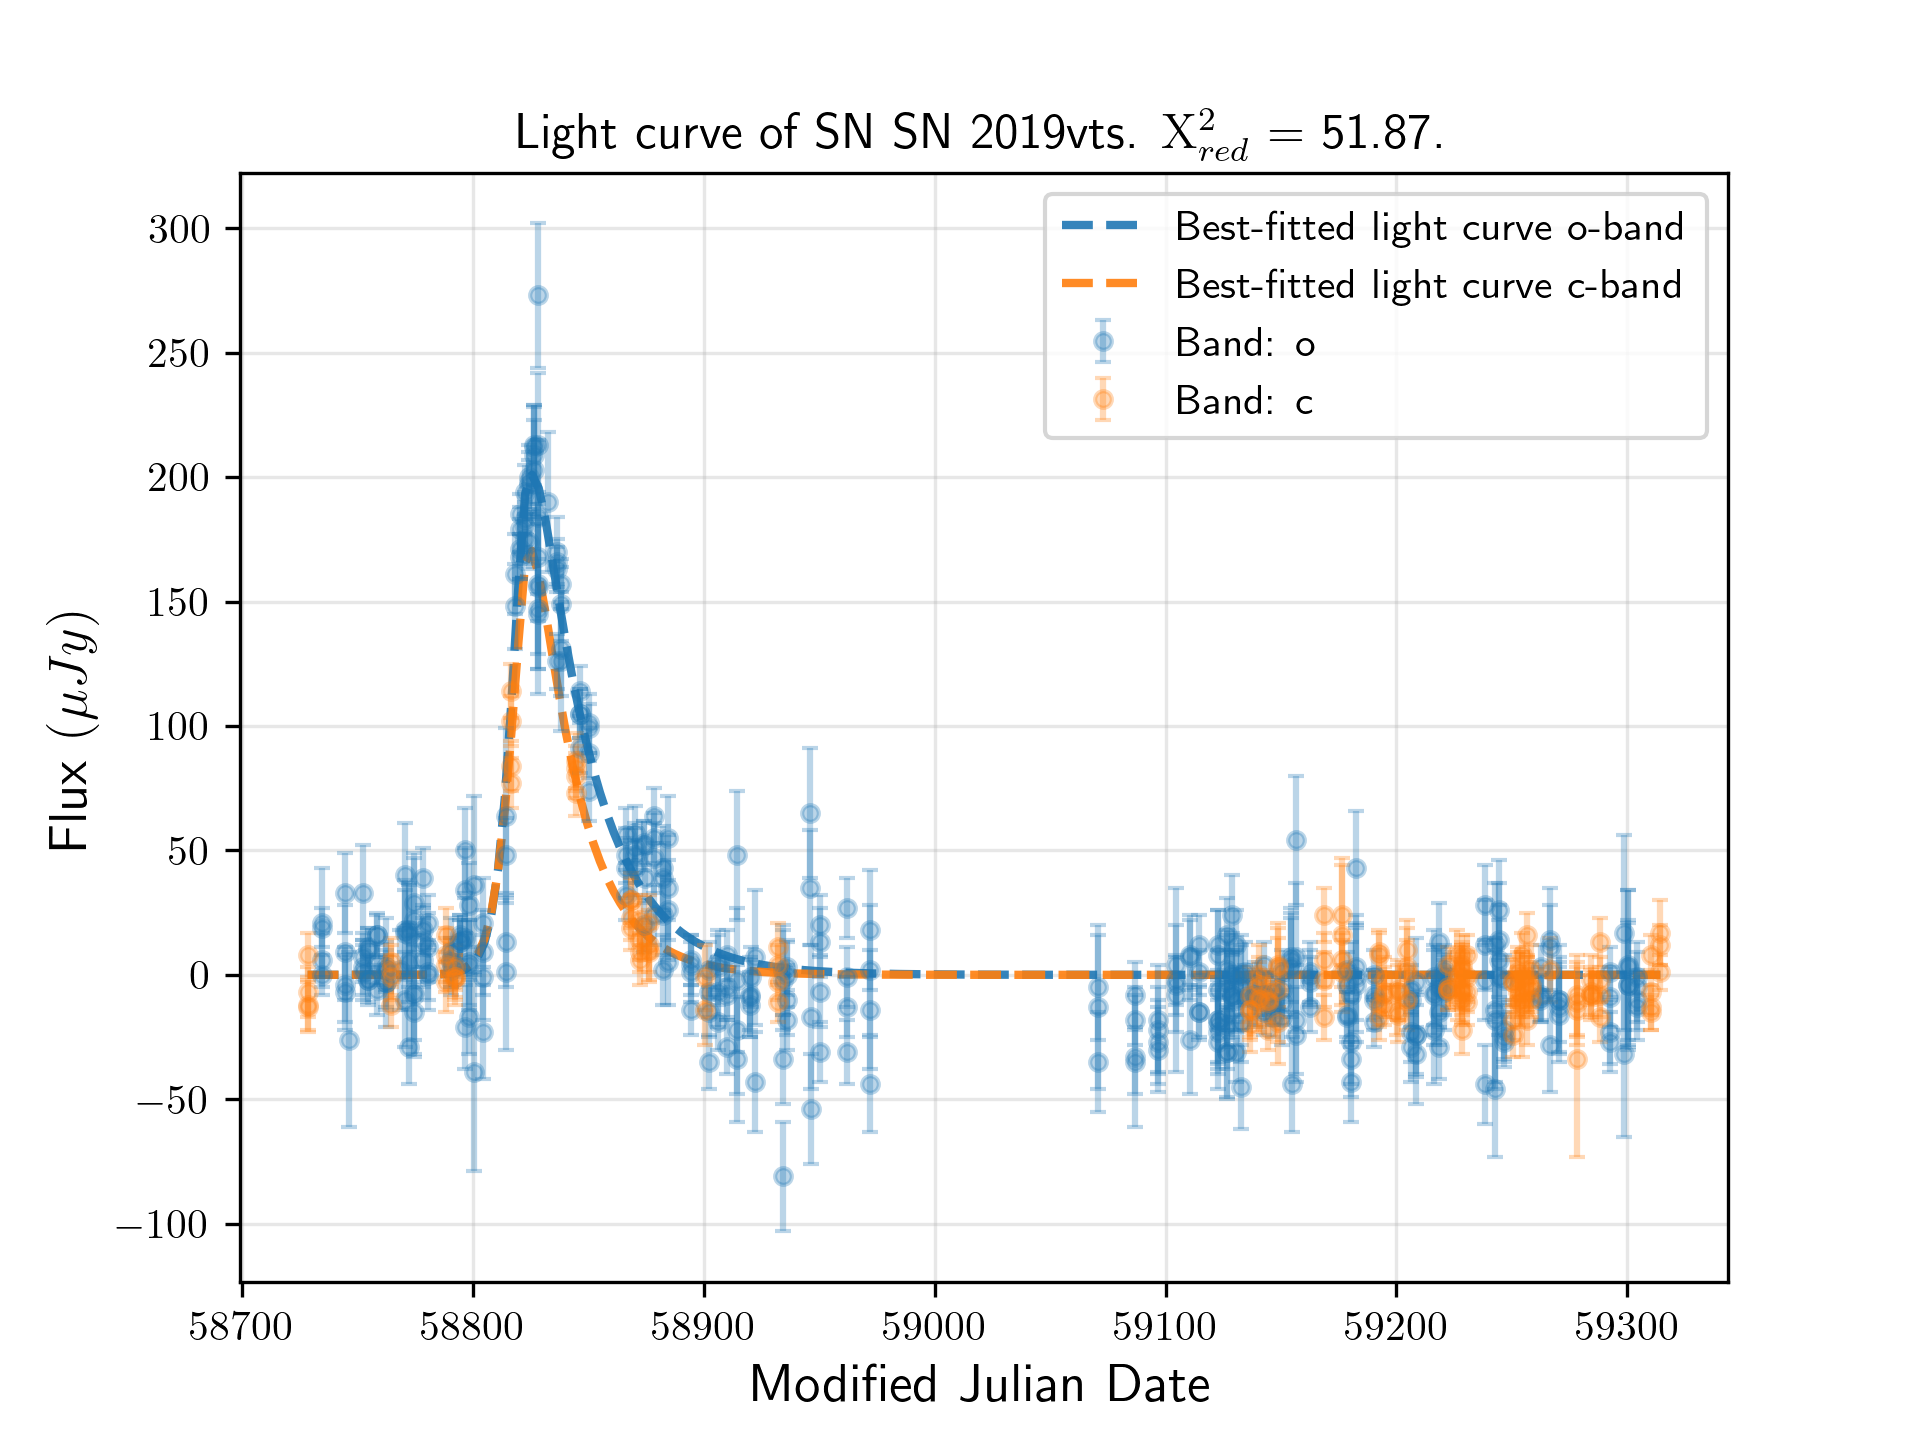 Light curve of SN SN 2019vts. X²red = 51.87.
Best-fitted light curve o-band
Best-fitted light curve c-band
Band: o
Band: c
Flux (μJy)
300
250
200
150
100
50
0
−50
−100
58700 58800 58900 59000 59100 59200 59300
Modified Julian Date